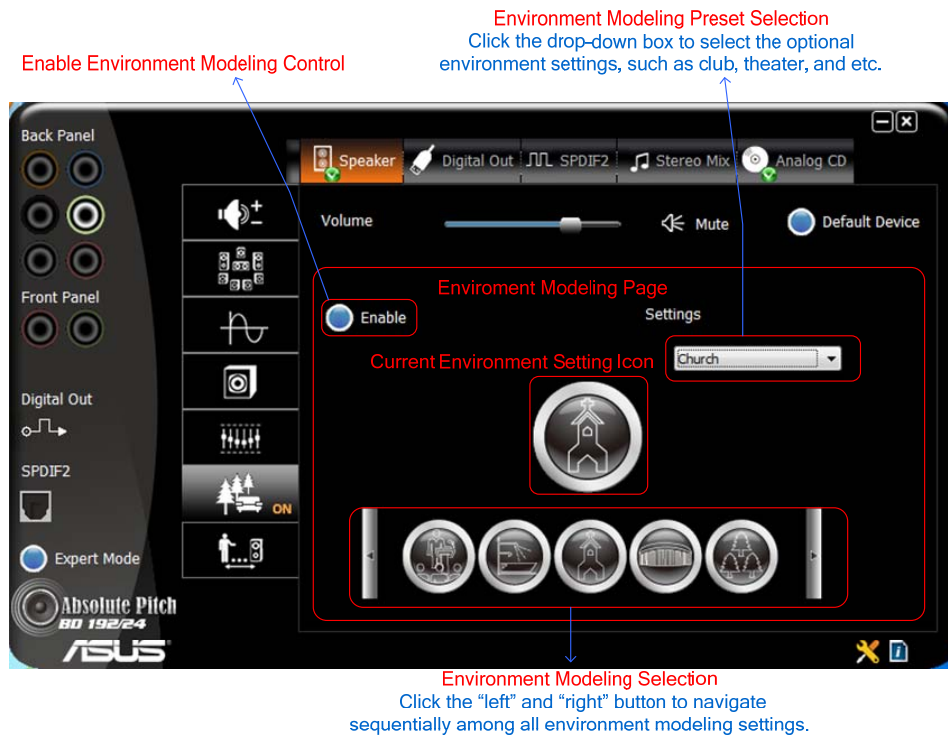 Environment Modeling Preset Selection
Click the drop-down box to select the optional
environment settings, such as club, theater, and etc.
Enable Environment Modeling Control
Back Panel
Speaker
Digital Out
SPDIF2
Stereo Mix
Analog CD
Volume
Mute
Default Device
Front Panel
Enviroment Modeling Page
Enable
Settings
Current Environment Setting Icon
Church
Digital Out
SPDIF2
ON
Expert Mode
Absolute Pitch
BD 192/24
ASUS
Environment Modeling Selection
Click the “left” and “right” button to navigate
sequentially among all environment modeling settings.